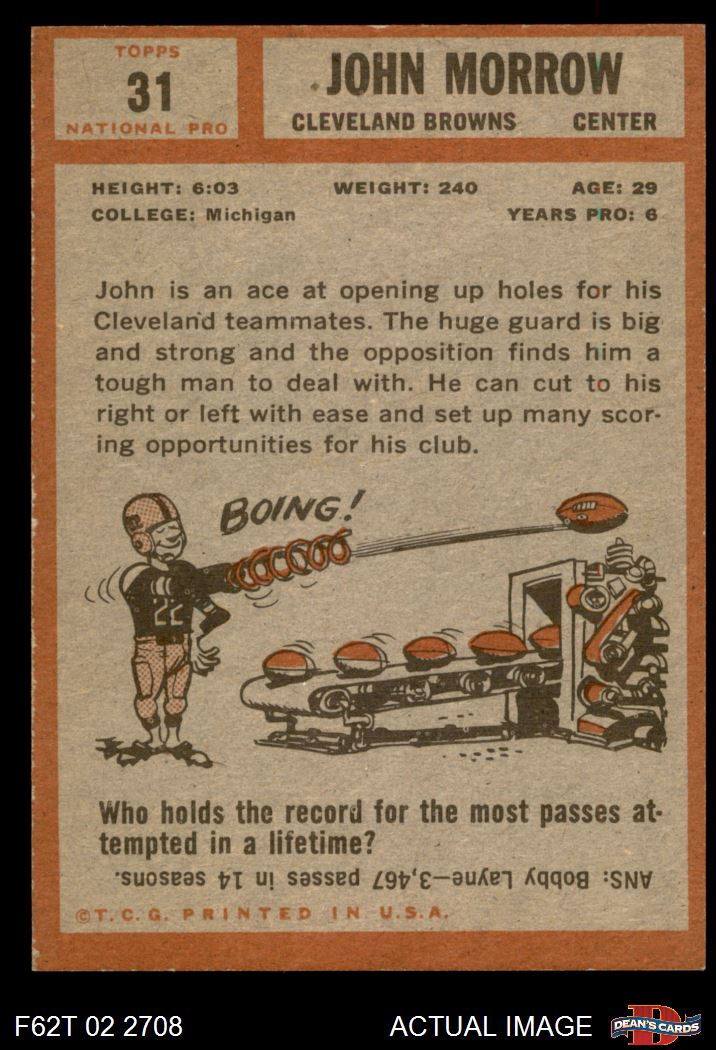 TOPPS
31
NATIONAL PRO
JOHN MORROW
CLEVELAND BROWNS CENTER
HEIGHT: 6:03 WEIGHT: 240 AGE: 29
COLLEGE: Michigan YEARS PRO: 6
John is an ace at opening up holes for his
Cleveland teammates. The huge guard is big
and strong and the opposition finds him a
tough man to deal with. He can cut to his
right or left with ease and set up many scor-
ing opportunities for his club.
BOING!
22
Who holds the record for the most passes at-
tempted in a lifetime?
ANS: Bobby Layne—3,467 passed in 14 seasons.
©T.C.G. PRINTED IN U.S.A.
F62T 02 2708 ACTUAL IMAGE
D
DEAN'S CARDS